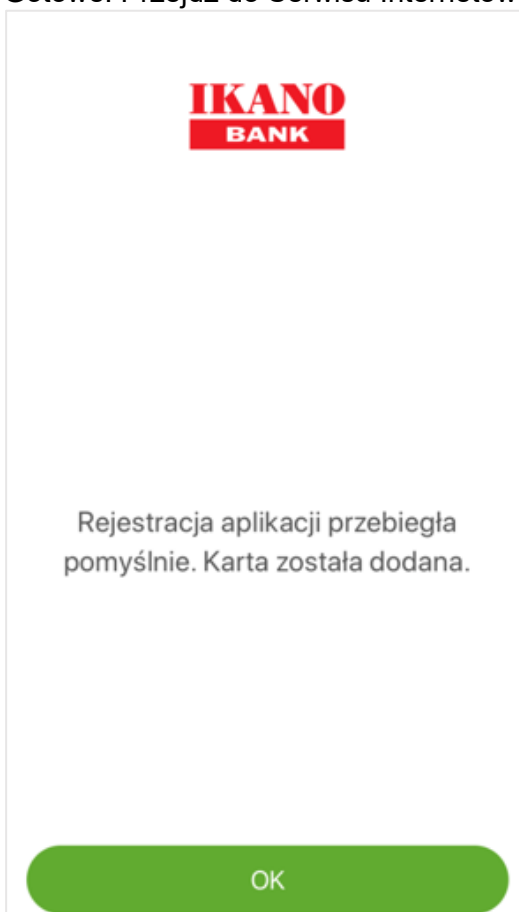 IKANO
BANK
Rejestracja aplikacji przebiegła
pomyślnie. Karta została dodana.
OK